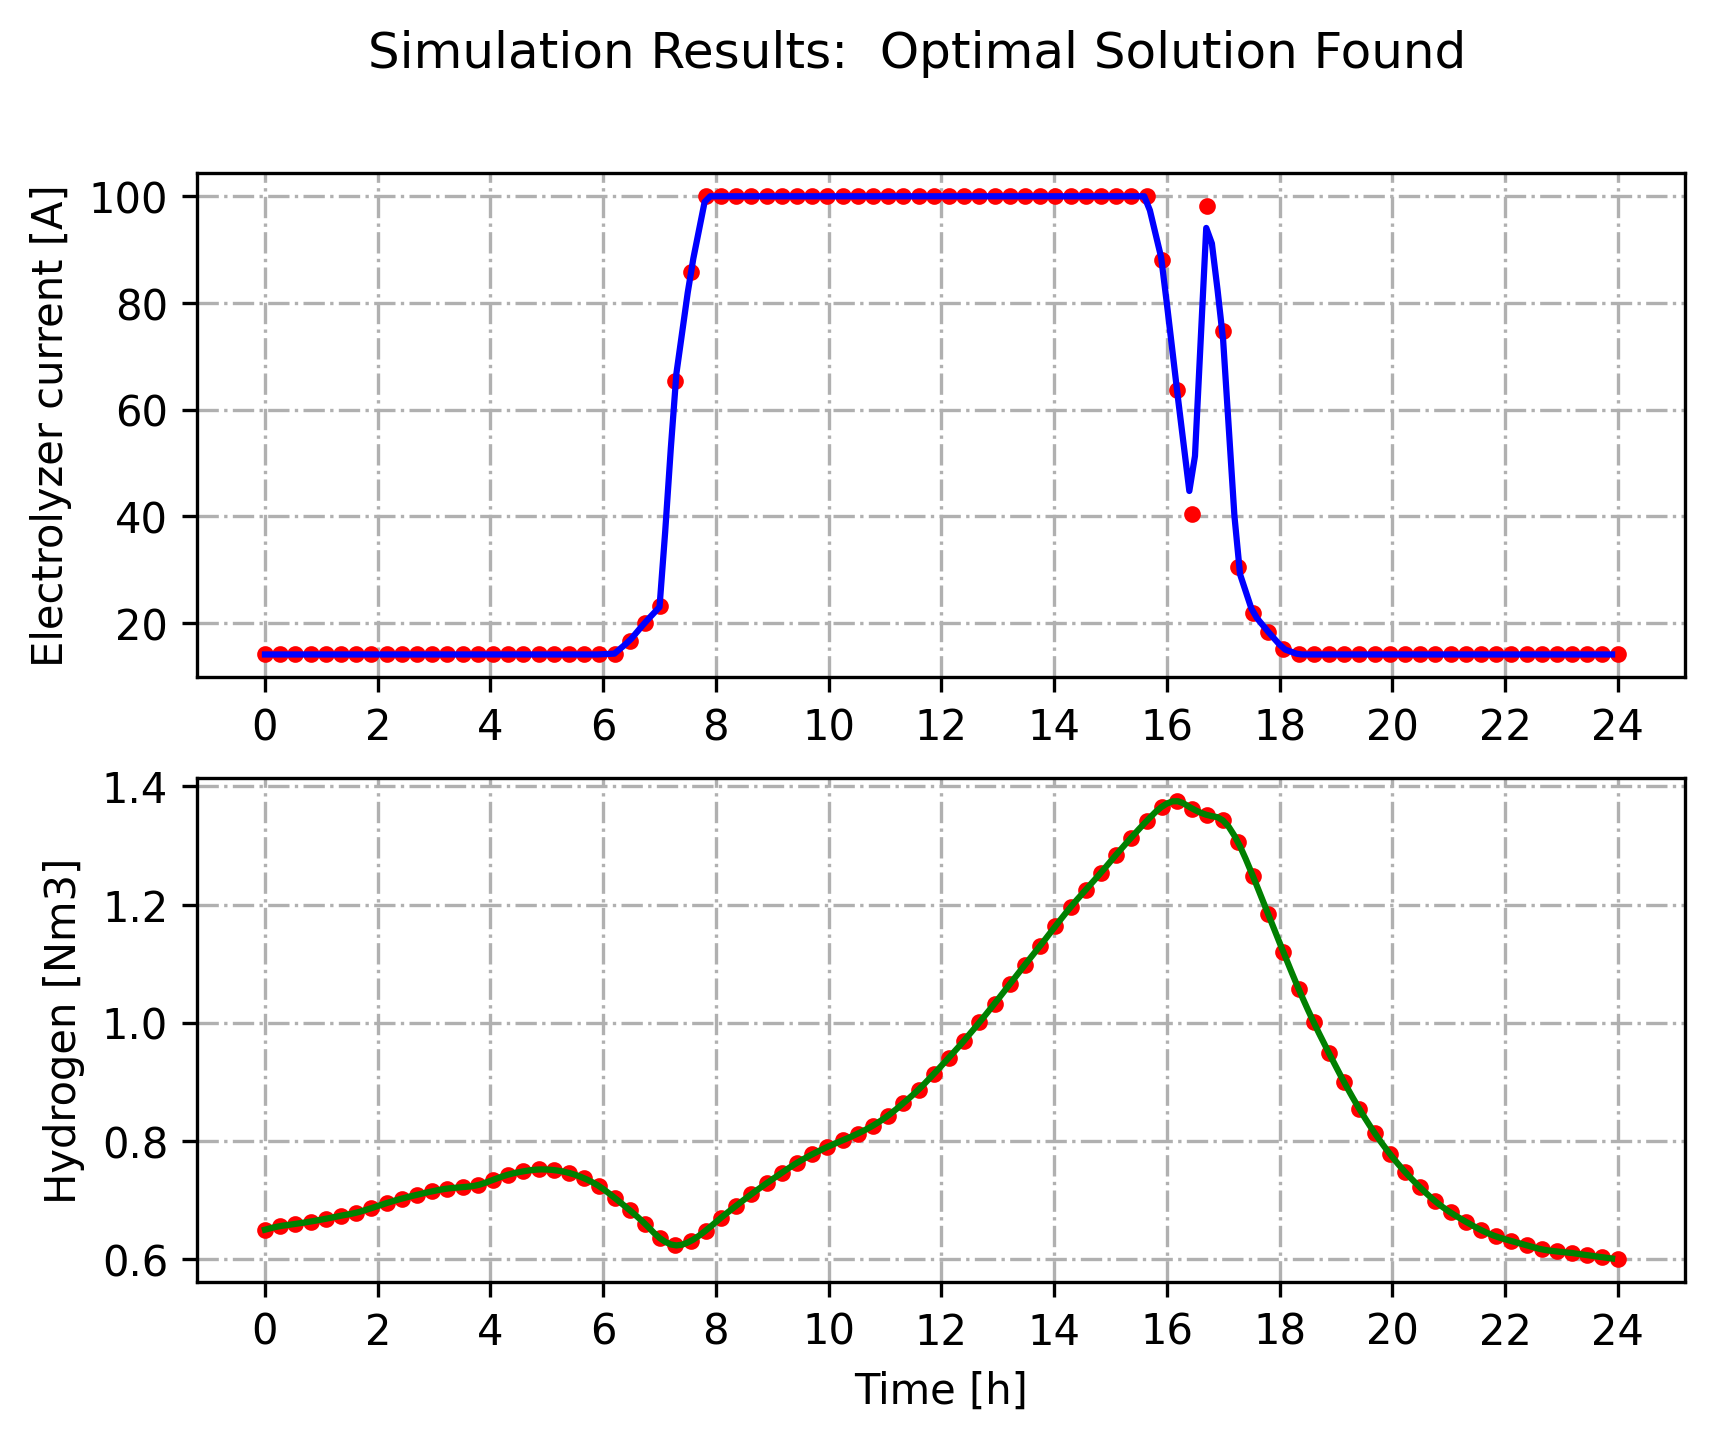 Simulation Results:  Optimal Solution Found
Electrolyzer current [A]
100
80
60
40
20
0 2 4 6 8 10 12 14 16 18 20 22 24
Hydrogen [Nm3]
1.4
1.2
1.0
0.8
0.6
0 2 4 6 8 10 12 14 16 18 20 22 24
Time [h]